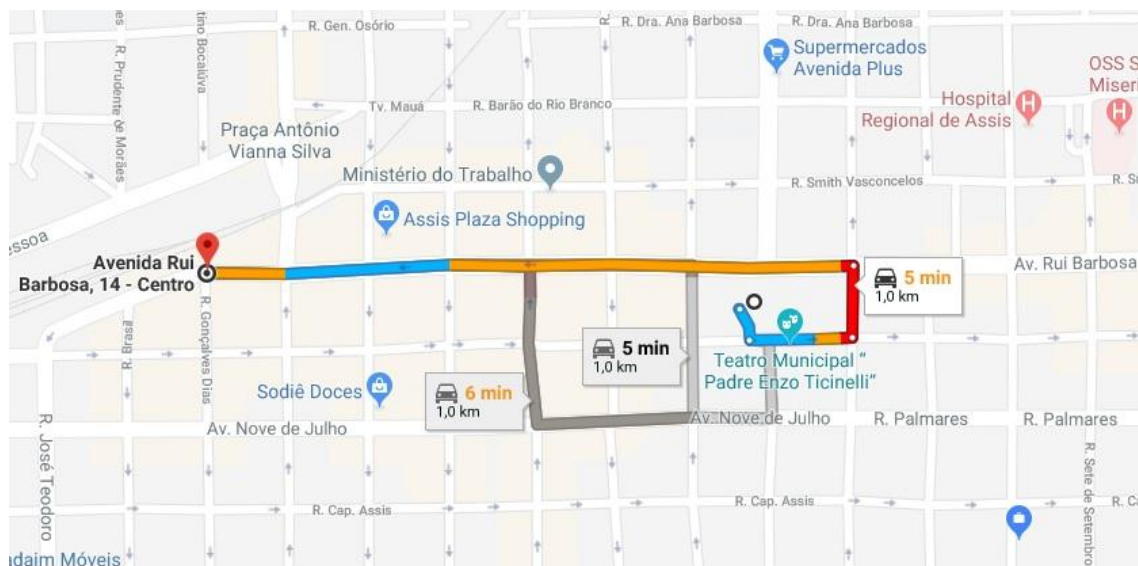 R. Gen. Osório
R. Dra. Ana Barbosa
R. Dra. Ana Barbosa
R. Prudente de Morães
tino Bocaiúva
Supermercados
Avenida Plus
OSS S
Miseri
Hospital
Regional de Assis
Tv. Mauá
R. Barão do Rio Branco
Praça Antônio
Vianna Silva
Ministério do Trabalho
R. Smith Vasconcelos
Assis Plaza Shopping
essoa
Avenida Rui
Barbosa, 14 - Centro
Av. Rui Barbosa
5 min
1,0 km
R. Gonçalves Dias
R. Brasil
5 min
1,0 km
Teatro Municipal “
Padre Enzo Ticinelli”
Sodiê Doces
6 min
1,0 km
Av. Nove de Julho
Av. Nove de Julho
R. Palmares
R. Palmares
R. José Teodoro
R. Sete de Setembro
R. Cap. Assis
R. Cap. Assis
adaim Móveis